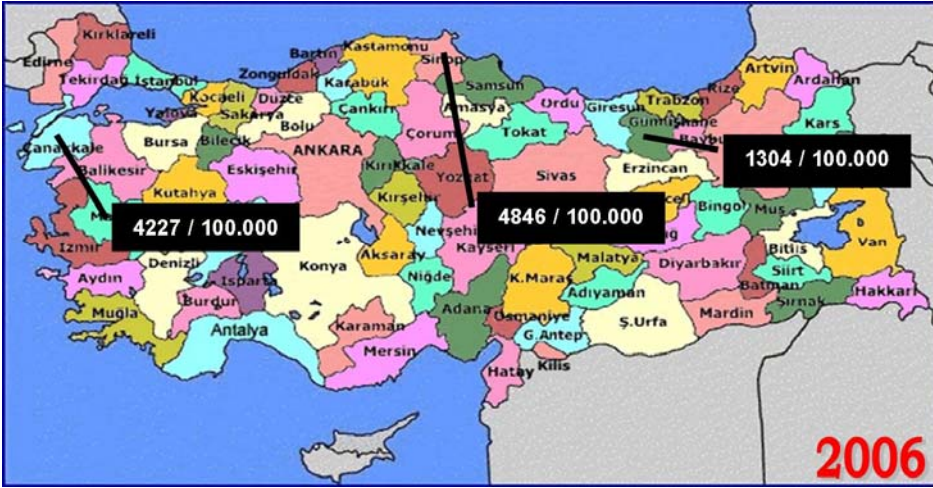 Kırklareli
Edirne
Tekirdağ
İstanbul
Kocaeli
Yalova
Sakarya
Düzce
Zonguldak
Bartın
Karabük
Kastamonu
Sinop
Samsun
Çankırı
Bolu
Bilecik
Bursa
Çanakkale
Balikesir
Kutahya
Eskişehir
ANKARA
Kırıkkale
Çorum
Amasya
Tokat
Ordu
Giresun
Trabzon
Gümüşhane
Rize
Artvin
Ardahan
Kars
1304 / 100.000
Erzincan
Sivas
Yozgat
Kırşehir
4227 / 100.000
4846 / 100.000
Kayseri
Aksaray
Konya
Isparta
Denizli
Izmir
Aydın
Burdur
Muğla
Antalya
Karaman
Mersin
Niğde
Adana
K.Maraş
Malatya
Adıyaman
Osmaniye
G.Antep
Kilis
Hatay
Ş.Urfa
Diyarbakır
Mardin
Batman
Siirt
Şırnak
Bitlis
Bingöl
Muş
Van
Hakkari
2006